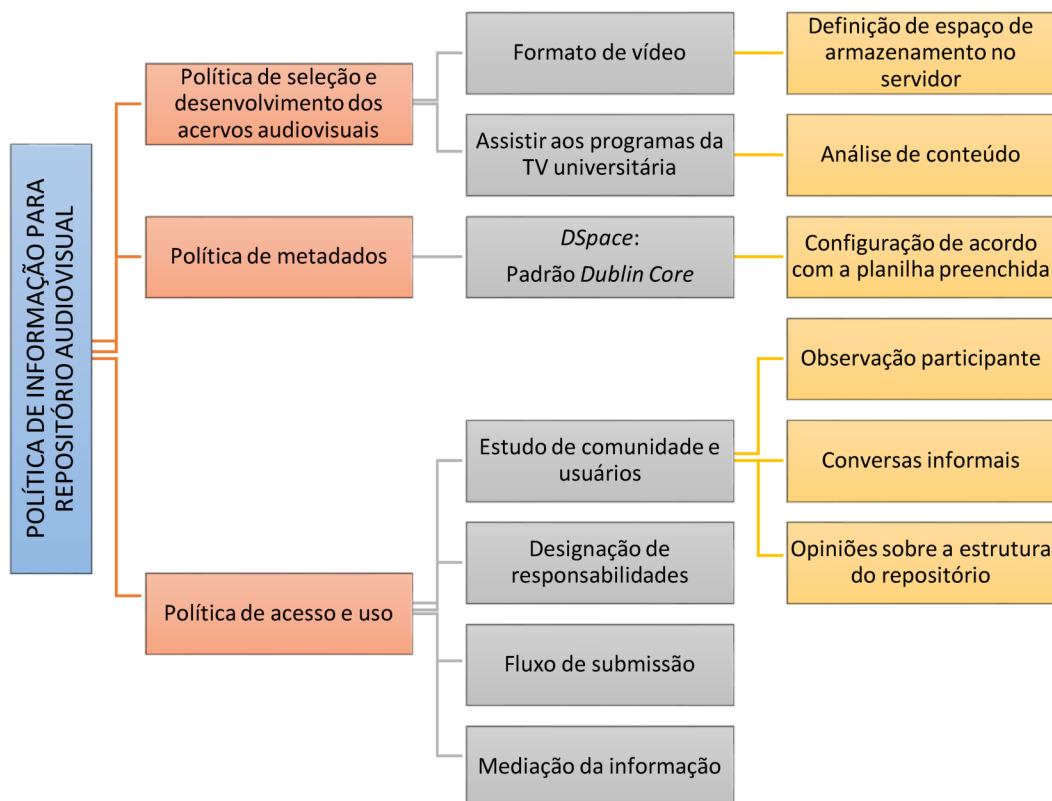 POLÍTICA DE INFORMAÇÃO PARA
REPOSITÓRIO AUDIOVISUAL
Política de seleção e
desenvolvimento dos
acervos audiovisuais
Formato de vídeo
Definição de espaço de
armazenamento no
servidor
Assistir aos programas da
TV universitária
Análise de conteúdo
Política de metadados
DSpace:
Padrão Dublin Core
Configuração de acordo
com a planilha preenchida
Política de acesso e uso
Estudo de comunidade e
usuários
Observação participante
Conversas informais
Opiniões sobre a estrutura
do repositório
Designação de
responsabilidades
Fluxo de submissão
Mediação da informação